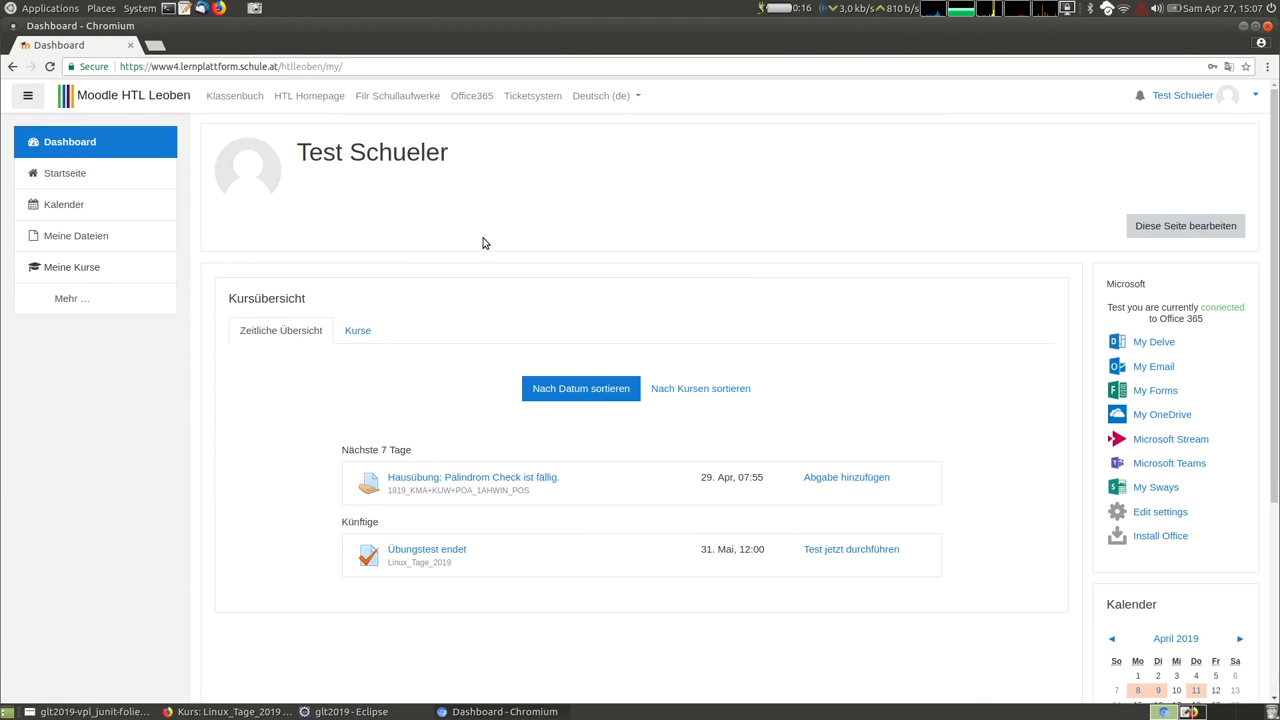 Applications Places System 0:16 3,0 kb/s 810 b/s Sam Apr 27, 15:07
Dashboard - Chromium
Dashboard
Secure https://www4.lernplattform.schule.at/htlleoben/my/
Moodle HTL Leoben Klassenbuch HTL Homepage Filr Schullaufwerke Office365 Ticketsystem Deutsch (de) Test Schueler
Dashboard
Startseite
Kalender
Meine Dateien
Meine Kurse
Mehr ...
Test Schueler
Diese Seite bearbeiten
Kursübersicht
Zeitliche Übersicht Kurse
Nach Datum sortieren Nach Kursen sortieren
Nächste 7 Tage
Hausübung: Palindrom Check ist fällig. 29. Apr, 07:55 Abgabe hinzufügen
1819_KMA+KUW+POA_1AHWIN_POS
Künftige
Übungstest endet 31. Mai, 12:00 Test jetzt durchführen
Linux_Tage_2019
Microsoft
Test you are currently connected
to Office 365
My Delve
My Email
My Forms
My OneDrive
Microsoft Stream
Microsoft Teams
My Sways
Edit settings
Install Office
Kalender
◄ April 2019 ►
So Mo Di Mi Do Fr Sa
1 2 3 4 5 6
7 8 9 10 11 12 13
glt2019-vpl_junit-folie... Kurs: Linux_Tage_2019 ... glt2019 - Eclipse Dashboard - Chromium